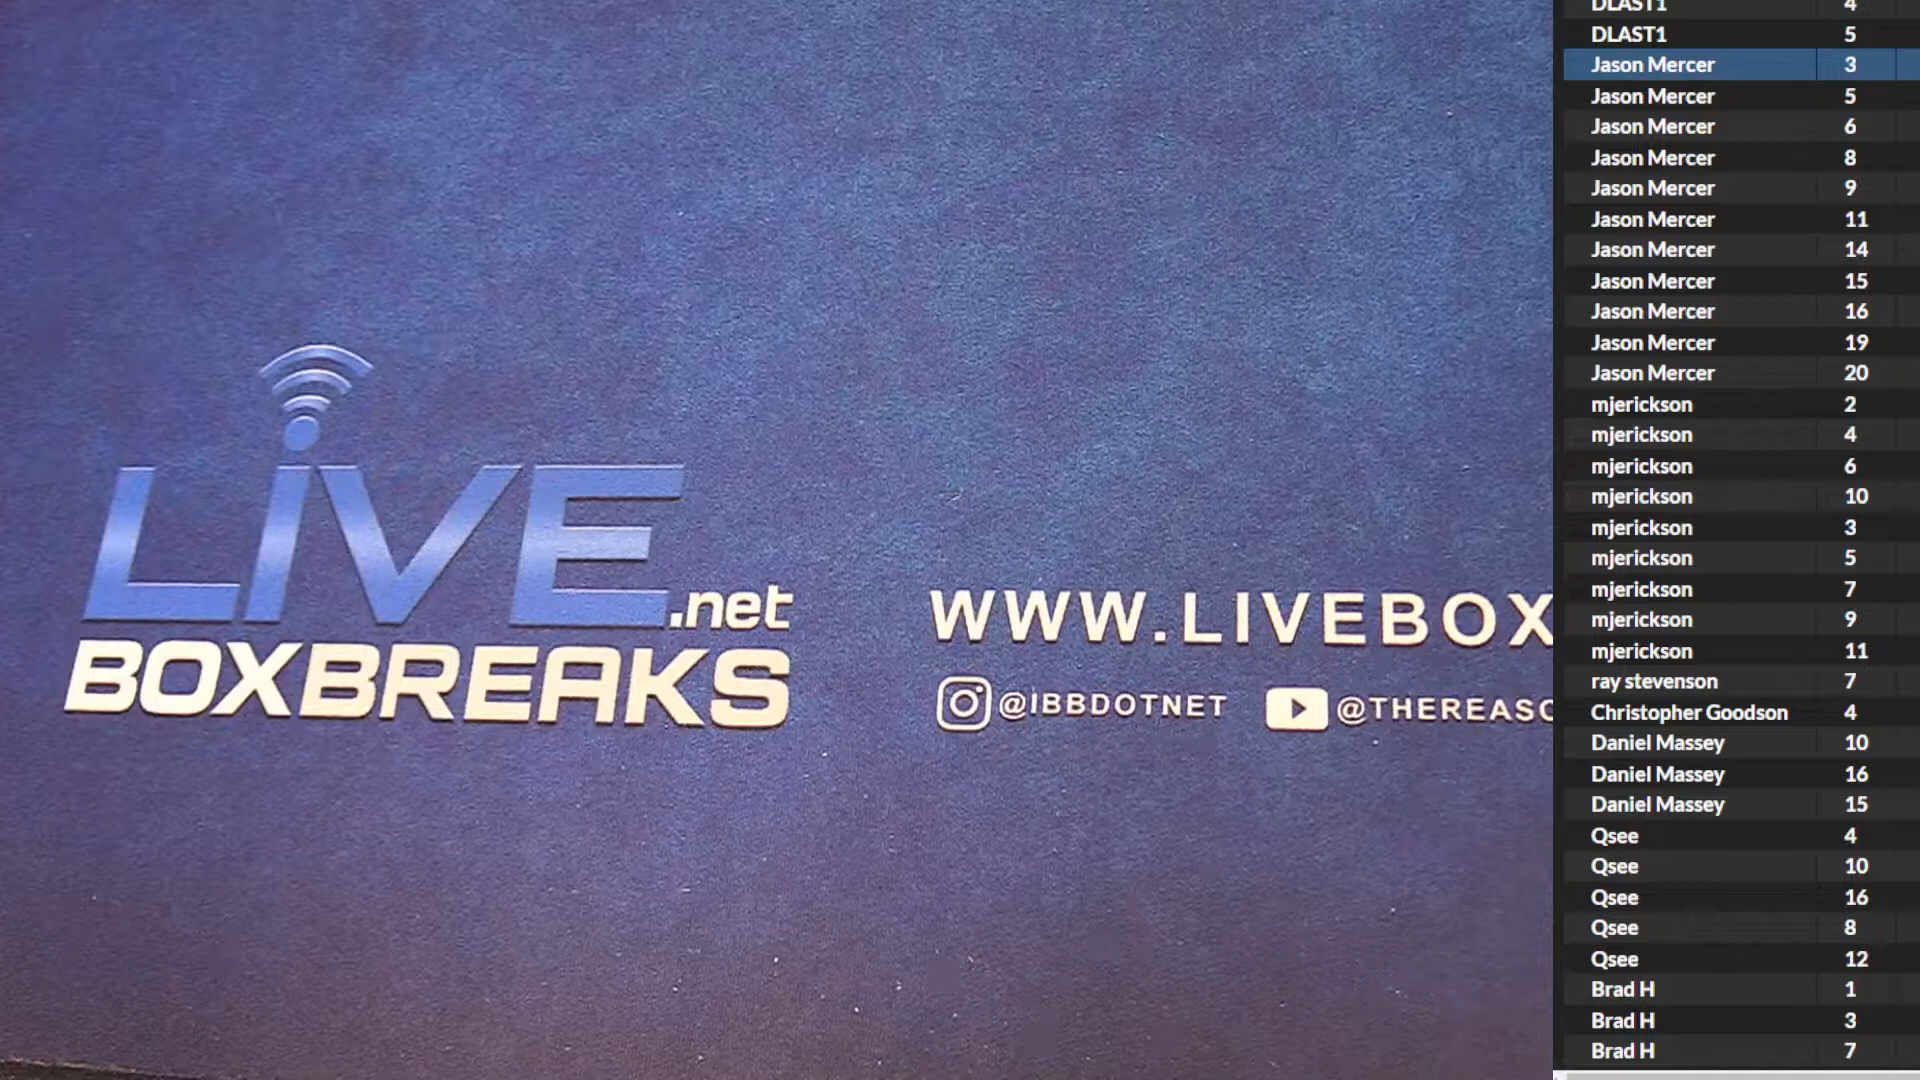 LIVE
.net
BOXBREAKS
WWW.LIVEBOX
@IBBDOTNET @THEREASO
DLAST1 4
DLAST1 5
Jason Mercer 3
Jason Mercer 5
Jason Mercer 6
Jason Mercer 8
Jason Mercer 9
Jason Mercer 11
Jason Mercer 14
Jason Mercer 15
Jason Mercer 16
Jason Mercer 19
Jason Mercer 20
mjerickson 2
mjerickson 4
mjerickson 6
mjerickson 10
mjerickson 3
mjerickson 5
mjerickson 7
mjerickson 9
mjerickson 11
ray stevenson 7
Christopher Goodson 4
Daniel Massey 10
Daniel Massey 16
Daniel Massey 15
Qsee 4
Qsee 10
Qsee 16
Qsee 8
Qsee 12
Brad H 1
Brad H 3
Brad H 7